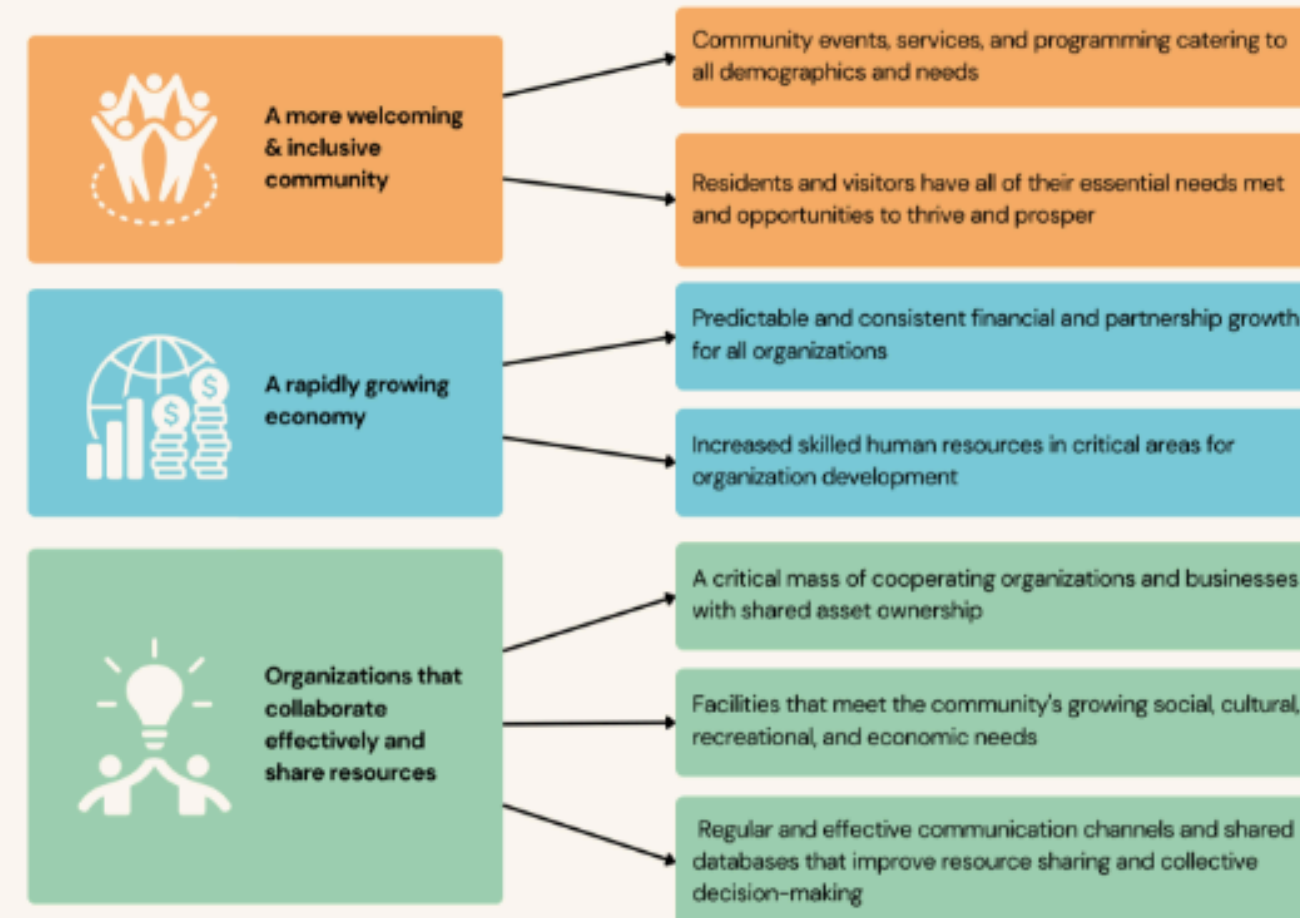 A more welcoming
& inclusive
community
Community events, services, and programming catering to
all demographics and needs
Residents and visitors have all of their essential needs met
and opportunities to thrive and prosper
A rapidly growing
economy
Predictable and consistent financial and partnership growth
for all organizations
Increased skilled human resources in critical areas for
organization development
Organizations that
collaborate
effectively and
share resources
A critical mass of cooperating organizations and businesses
with shared asset ownership
Facilities that meet the community's growing social, cultural,
recreational, and economic needs
Regular and effective communication channels and shared
databases that improve resource sharing and collective
decision-making